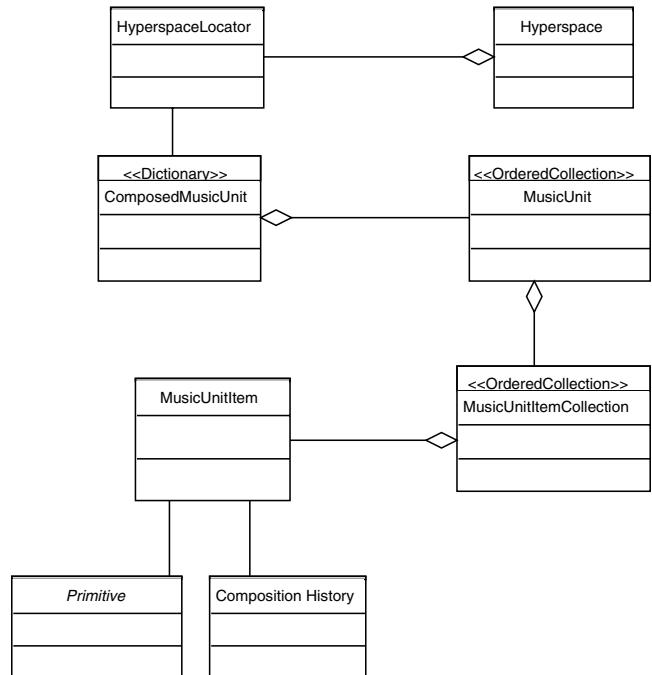 HyperspaceLocator
Hyperspace
<<Dictionary>>
ComposedMusicUnit
<<OrderedCollection>>
MusicUnit
<<OrderedCollection>>
MusicUnitItemCollection
MusicUnitItem
Primitive
Composition History